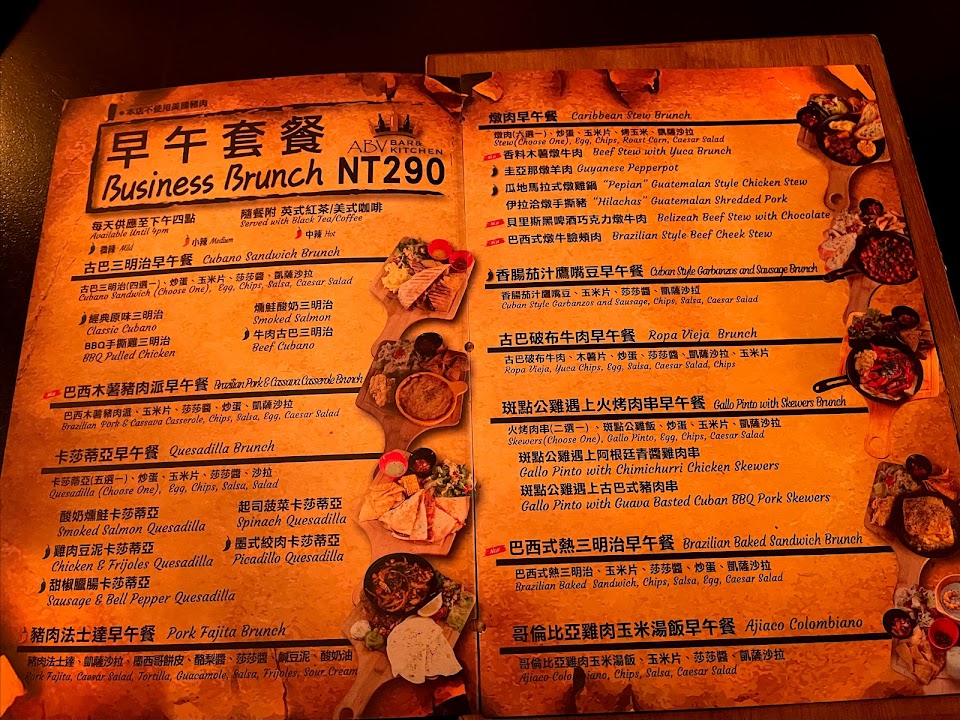 ●本店不使用美國豬肉
早午套餐
ABV BAR & KITCHEN
Business Brunch NT290
每天供應至下午四點
Available Until 4pm
隨餐附 英式紅茶/美式咖啡
Served with Black Tea/Coffee
微辣 Mild
小辣 Medium
中辣 Hot
古巴三明治早午餐 Cubano Sandwich Brunch
古巴三明治(四選一)、炒蛋、玉米片、莎莎醬、凱薩沙拉
Cubano Sandwich (Choose One), Egg, Chips, Salsa, Caesar Salad
經典原味三明治
Classic Cubano
燻鮭酸奶三明治
Smoked Salmon
BBQ手撕雞三明治
BBQ Pulled Chicken
牛肉古巴三明治
Beef Cubano
巴西木薯豬肉派早午餐 Brazilian Pork & Cassava Casserole Brunch
巴西木薯豬肉派、玉米片、莎莎醬、炒蛋、凱薩沙拉
Brazilian Pork & Cassava Casserole, Chips, Salsa, Egg, Caesar Salad
卡莎蒂亞早午餐 Quesadilla Brunch
卡莎蒂亞(五選一)、炒蛋、玉米片、莎莎醬、沙拉
Quesadilla (Choose One), Egg, Chips, Salsa, Salad
酸奶燻鮭卡莎蒂亞
Smoked Salmon Quesadilla
起司菠菜卡莎蒂亞
Spinach Quesadilla
雞肉豆泥卡莎蒂亞
Chicken & Frijoles Quesadilla
墨式絞肉卡莎蒂亞
Picadillo Quesadilla
甜椒臘腸卡莎蒂亞
Sausage & Bell Pepper Quesadilla
豬肉法士達早午餐 Pork Fajita Brunch
豬肉法士達、凱薩沙拉、墨西哥餅皮、酪梨醬、莎莎醬、鹹豆泥、酸奶油
Pork Fajita, Caesar Salad, Tortilla, Guacamole, Salsa, Frijoles, Sour Cream
燉肉早午餐 Caribbean Stew Brunch
燉肉(六選一)、炒蛋、玉米片、烤玉米、凱薩沙拉
Stew(Choose One), Egg, Chips, Roast Corn, Caesar Salad
香料木薯燉牛肉 Beef Stew with Yuca Brunch
圭亞那燉羊肉 Guyanese Pepperpot
瓜地馬拉式燉雞鍋 "Pepian" Guatemalan Style Chicken Stew
伊拉洽燉手撕豬 "Hilachas" Guatemalan Shredded Pork
貝里斯黑啤酒巧克力燉牛肉 Belizean Beef Stew with Chocolate
巴西式燉牛臉頰肉 Brazilian Style Beef Cheek Stew
香腸茄汁鷹嘴豆早午餐 Cuban Style Garbanzos and Sausage Brunch
香腸茄汁鷹嘴豆、玉米片、莎莎醬、凱薩沙拉
Cuban Style Garbanzos and Sausage, Chips, Salsa, Caesar Salad
古巴破布牛肉早午餐 Ropa Vieja Brunch
古巴破布牛肉、木薯片、炒蛋、莎莎醬、凱薩沙拉、玉米片
Ropa Vieja, Yuca Chips, Egg, Salsa, Caesar Salad, Chips
斑點公雞遇上火烤肉串早午餐 Gallo Pinto with Skewers Brunch
火烤肉串(二選一)、斑點公雞飯、炒蛋、玉米片、凱薩沙拉
Skewers(Choose One), Gallo Pinto, Egg, Chips, Caesar Salad
斑點公雞遇上阿根廷青醬雞肉串
Gallo Pinto with Chimichurri Chicken Skewers
斑點公雞遇上古巴式豬肉串
Gallo Pinto with Guava Basted Cuban BBQ Pork Skewers
巴西式熱三明治早午餐 Brazilian Baked Sandwich Brunch
巴西式熱三明治、玉米片、莎莎醬、炒蛋、凱薩沙拉
Brazilian Baked Sandwich, Chips, Salsa, Egg, Caesar Salad
哥倫比亞雞肉玉米湯飯早午餐 Ajiaco Colombiano
哥倫比亞雞肉玉米湯飯、玉米片、莎莎醬、凱薩沙拉
Ajiaco Colombiano, Chips, Salsa, Caesar Salad